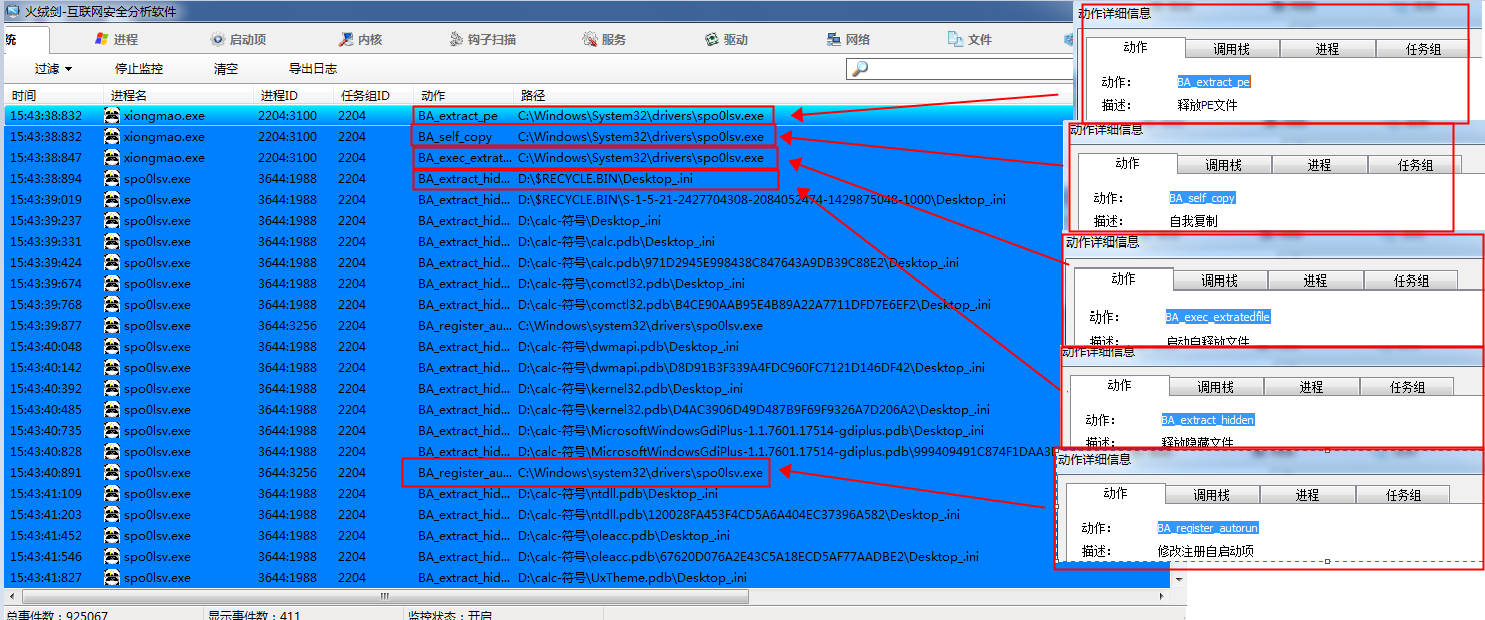 火绒剑-互联网安全分析软件
统 进程 启动项 内核 钩子扫描 服务 驱动 网络 文件
过滤 停止监控 清空 导出日志
时间 进程名 进程ID 任务组ID 动作 路径
15:43:38:832 xiongmao.exe 2204:3100 2204 BA_extract_pe C:\Windows\System32\drivers\spo0lsv.exe
15:43:38:832 xiongmao.exe 2204:3100 2204 BA_self_copy C:\Windows\System32\drivers\spo0lsv.exe
15:43:38:847 xiongmao.exe 2204:3100 2204 BA_exec_extrat... C:\Windows\System32\drivers\spo0lsv.exe
15:43:38:894 spo0lsv.exe 3644:1988 2204 BA_extract_hid... D:\$RECYCLE.BIN\Desktop_.ini
15:43:39:019 spo0lsv.exe 3644:1988 2204 BA_extract_hid... D:\$RECYCLE.BIN\S-1-5-21-2427704308-2084052474-1429875048-1000\Desktop_.ini
15:43:39:237 spo0lsv.exe 3644:1988 2204 BA_extract_hid... D:\calc-符号\Desktop_.ini
15:43:39:331 spo0lsv.exe 3644:1988 2204 BA_extract_hid... D:\calc-符号\calc.pdb\Desktop_.ini
15:43:39:424 spo0lsv.exe 3644:1988 2204 BA_extract_hid... D:\calc-符号\calc.pdb\971D2945E998438C847643A9DB39C88E2\Desktop_.ini
15:43:39:674 spo0lsv.exe 3644:1988 2204 BA_extract_hid... D:\calc-符号\comctl32.pdb\Desktop_.ini
15:43:39:768 spo0lsv.exe 3644:1988 2204 BA_extract_hid... D:\calc-符号\comctl32.pdb\B4CE90AAB95E4B89A22A7711DFD7E6EF2\Desktop_.ini
15:43:39:877 spo0lsv.exe 3644:3256 2204 BA_register_au... C:\Windows\system32\drivers\spo0lsv.exe
15:43:40:048 spo0lsv.exe 3644:1988 2204 BA_extract_hid... D:\calc-符号\dwmapi.pdb\Desktop_.ini
15:43:40:142 spo0lsv.exe 3644:1988 2204 BA_extract_hid... D:\calc-符号\dwmapi.pdb\D8D91B3F339A4FDC960FC7121D146DF42\Desktop_.ini
15:43:40:392 spo0lsv.exe 3644:1988 2204 BA_extract_hid... D:\calc-符号\kernel32.pdb\Desktop_.ini
15:43:40:485 spo0lsv.exe 3644:1988 2204 BA_extract_hid... D:\calc-符号\kernel32.pdb\D4AC3906D49D487B9F69F9326A7D206A2\Desktop_.ini
15:43:40:735 spo0lsv.exe 3644:1988 2204 BA_extract_hid... D:\calc-符号\MicrosoftWindowsGdiPlus-1.1.7601.17514-gdiplus.pdb\Desktop_.ini
15:43:40:828 spo0lsv.exe 3644:1988 2204 BA_extract_hid... D:\calc-符号\MicrosoftWindowsGdiPlus-1.1.7601.17514-gdiplus.pdb\999409491C874F1DAA3
15:43:40:891 spo0lsv.exe 3644:3256 2204 BA_register_au... C:\Windows\system32\drivers\spo0lsv.exe
15:43:41:109 spo0lsv.exe 3644:1988 2204 BA_extract_hid... D:\calc-符号\ntdll.pdb\Desktop_.ini
15:43:41:203 spo0lsv.exe 3644:1988 2204 BA_extract_hid... D:\calc-符号\ntdll.pdb\120028FA453F4CD5A6A404EC37396A582\Desktop_.ini
15:43:41:452 spo0lsv.exe 3644:1988 2204 BA_extract_hid... D:\calc-符号\oleacc.pdb\Desktop_.ini
15:43:41:546 spo0lsv.exe 3644:1988 2204 BA_extract_hid... D:\calc-符号\oleacc.pdb\67620D076A2E43C5A18ECD5AF77AADBE2\Desktop_.ini
15:43:41:827 spo0lsv.exe 3644:1988 2204 BA_extract_hid... D:\calc-符号\UxTheme.pdb\Desktop_.ini
总事件数：925067 显示事件数：411 监控状态：开启
动作详细信息
动作 调用栈 进程 任务组
动作： BA_extract_pe
描述： 释放PE文件
动作详细信息
动作 调用栈 进程 任务组
动作： BA_self_copy
描述： 自我复制
动作详细信息
动作 调用栈 进程 任务组
动作： BA_exec_extratedfile
描述： 启动自释放文件
动作详细信息
动作 调用栈 进程 任务组
动作： BA_extract_hidden
描述： 释放隐藏文件
动作详细信息
动作 调用栈 进程 任务组
动作： BA_register_autorun
描述： 修改注册自启动项